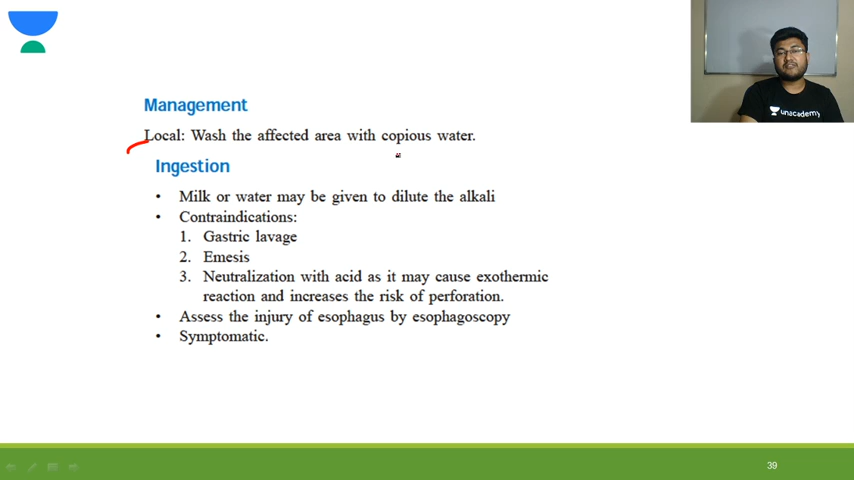 unacademy
Management
Local: Wash the affected area with copious water.
Ingestion
• Milk or water may be given to dilute the alkali
• Contraindications:
1. Gastric lavage
2. Emesis
3. Neutralization with acid as it may cause exothermic
reaction and increases the risk of perforation.
• Assess the injury of esophagus by esophagoscopy
• Symptomatic.
39